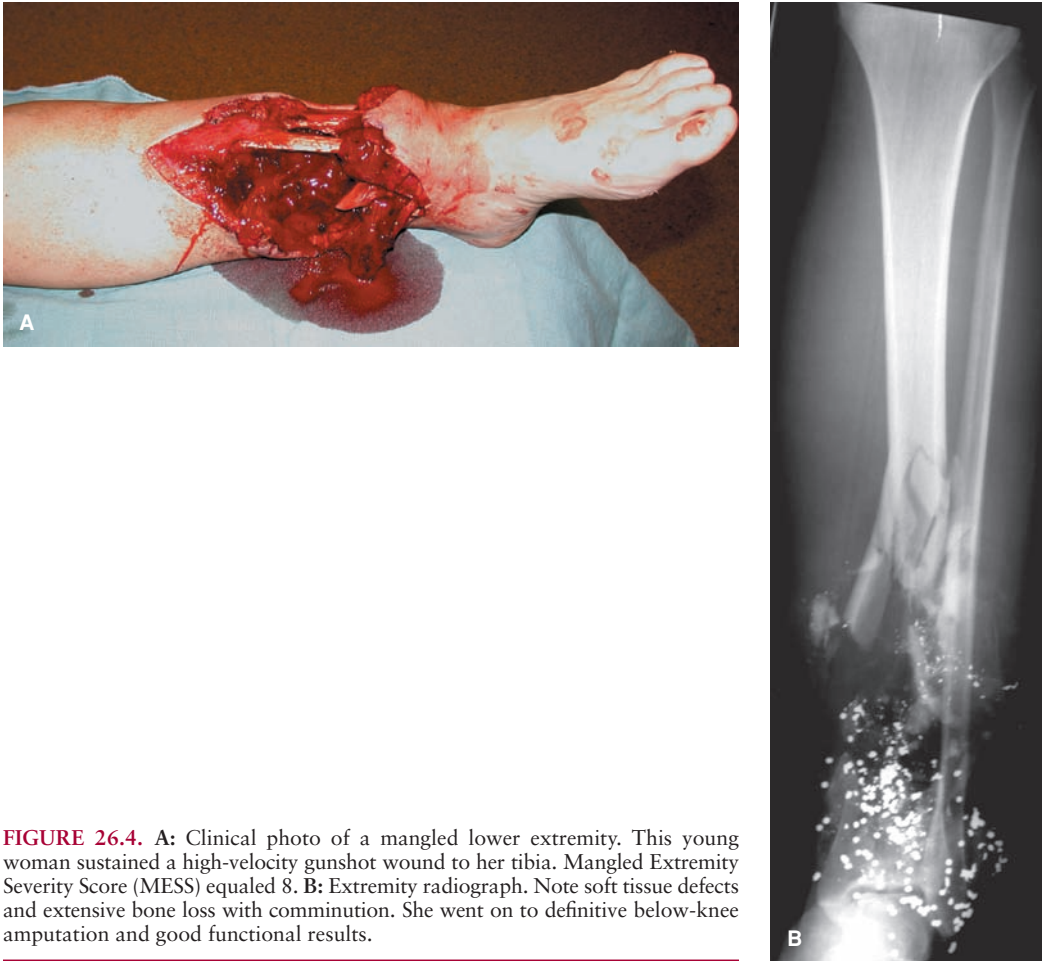 A
FIGURE 26.4. A: Clinical photo of a mangled lower extremity. This young
woman sustained a high-velocity gunshot wound to her tibia. Mangled Extremity
Severity Score (MESS) equaled 8. B: Extremity radiograph. Note soft tissue defects
and extensive bone loss with comminution. She went on to definitive below-knee
amputation and good functional results.
B